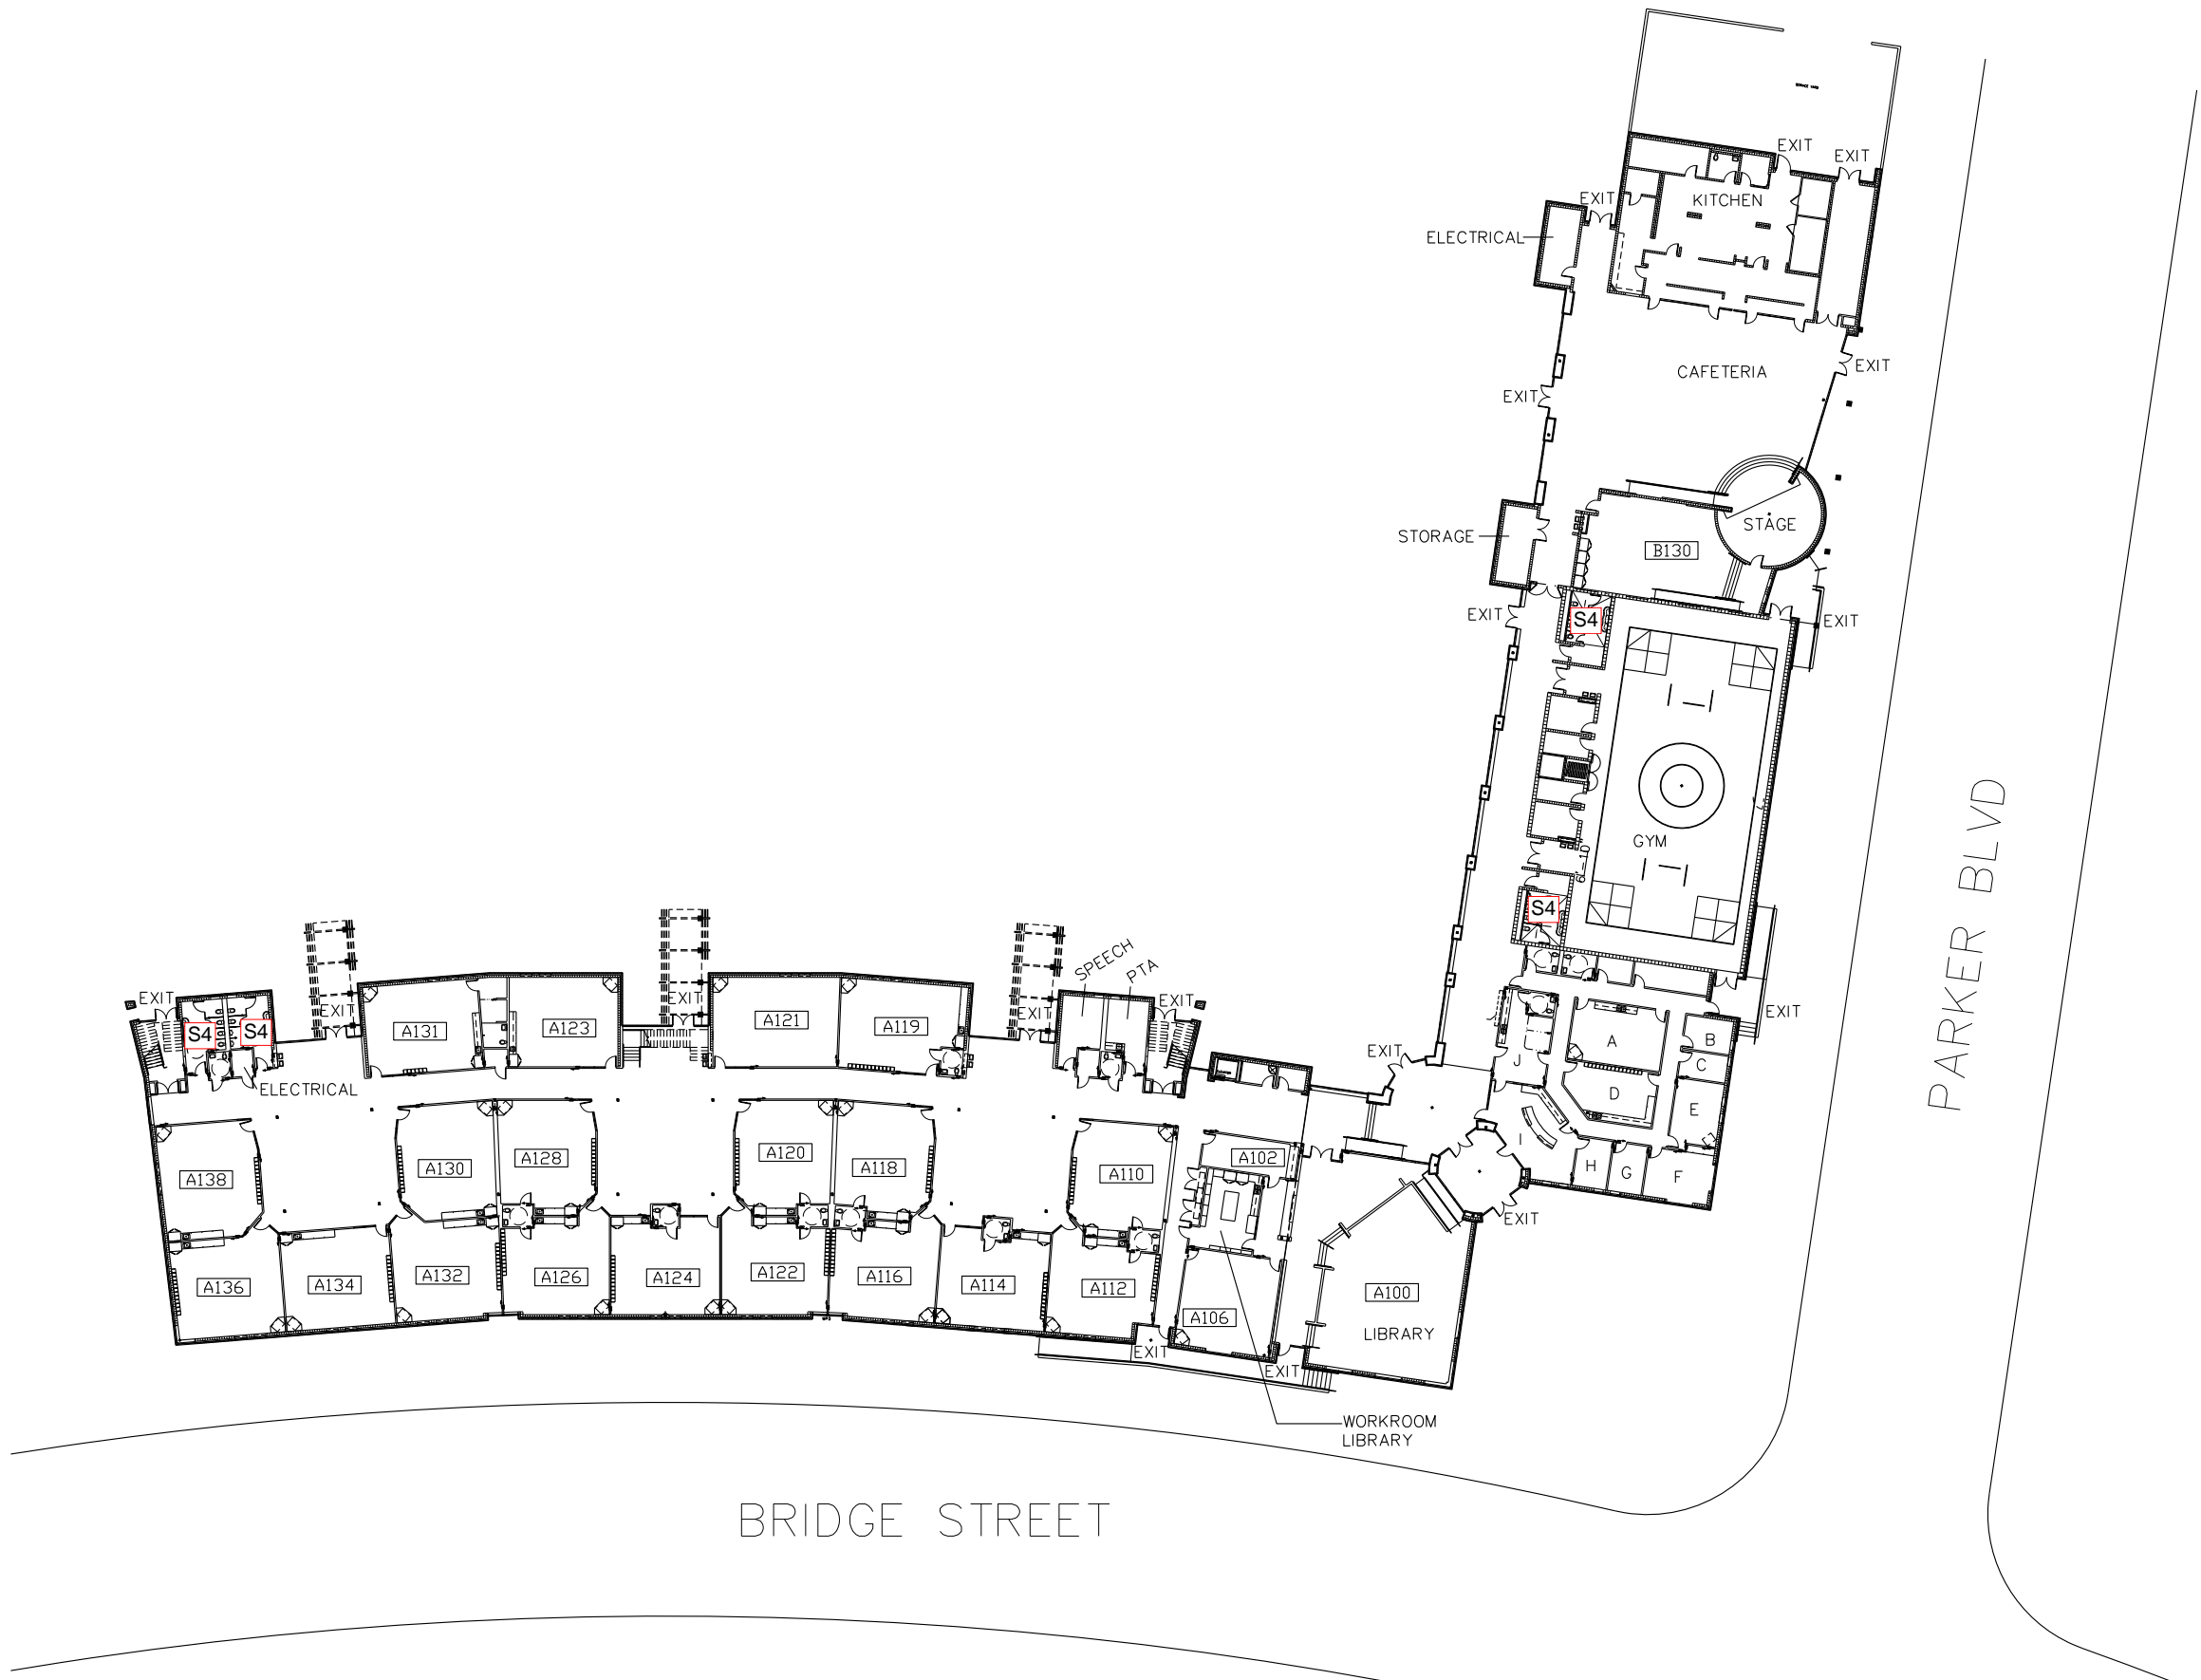 SERVICE YARD
EXIT
EXIT
EXIT
KITCHEN
ELECTRICAL
EXIT
CAFETERIA
EXIT
STAGE
STORAGE
B130
EXIT
S4
EXIT
GYM
PARKER BLVD
S4
SPEECH
PTA
EXIT
EXIT
EXIT
EXIT
EXIT
EXIT
S4
S4
A131
A123
A121
A119
A
B
C
J
D
E
EXIT
ELECTRICAL
I
H
G
F
A138
A130
A128
A120
A118
A110
A102
EXIT
A136
A134
A132
A126
A124
A122
A116
A114
A112
A106
A100
LIBRARY
EXIT
EXIT
WORKROOM
LIBRARY
BRIDGE STREET